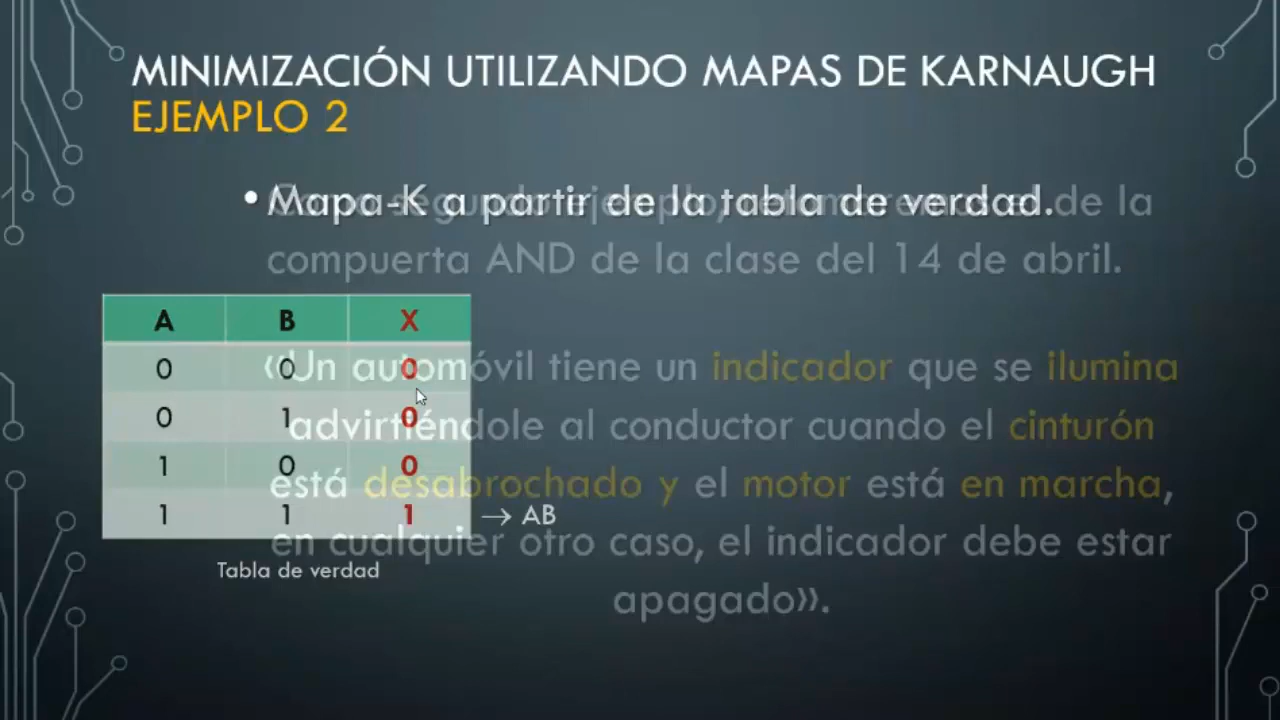 MINIMIZACIÓN UTILIZANDO MAPAS DE KARNAUGH
EJEMPLO 2
• Mapa-K a partir de la tabla de verdad.
de la
compuerta AND de la clase del 14 de abril.
«Un automóvil tiene un indicador que se ilumina
advirtiéndole al conductor cuando el cinturón
está desabrochado y el motor está en marcha,
en cualquier otro caso, el indicador debe estar
apagado».
A B X
0 0 0
0 1 0
1 0 0
1 1 1 → AB
Tabla de verdad